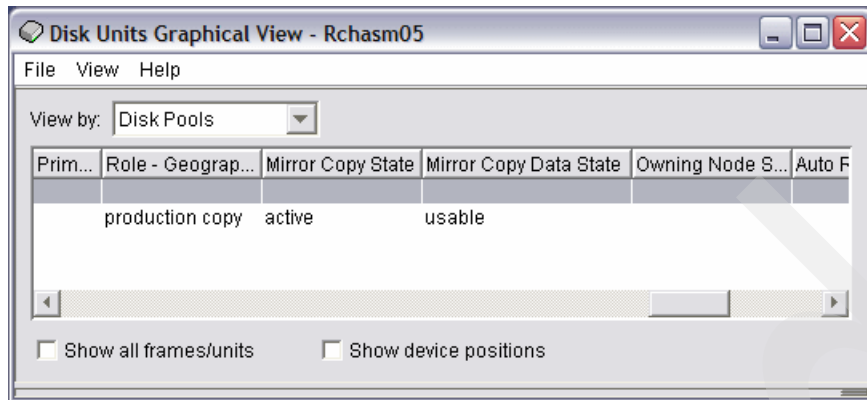 Disk Units Graphical View - Rchasm05
File View Help
View by: Disk Pools
Prim... Role - Geograp... Mirror Copy State Mirror Copy Data State Owning Node S... Auto R
production copy active usable
Show all frames/units Show device positions